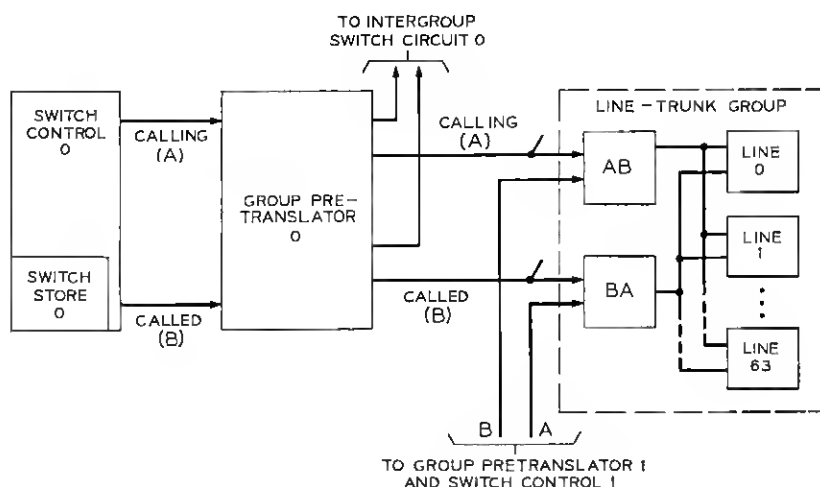 TO INTERGROUP
SWITCH CIRCUIT 0
SWITCH
CONTROL
0
CALLING
(A)
GROUP PRE-
TRANSLATOR
0
CALLING
(A)
LINE-TRUNK GROUP
AB
LINE
0
LINE
1
SWITCH
STORE
0
CALLED
(B)
CALLED
(B)
BA
LINE
63
B
A
TO GROUP PRETRANSLATOR 1
AND SWITCH CONTROL 1